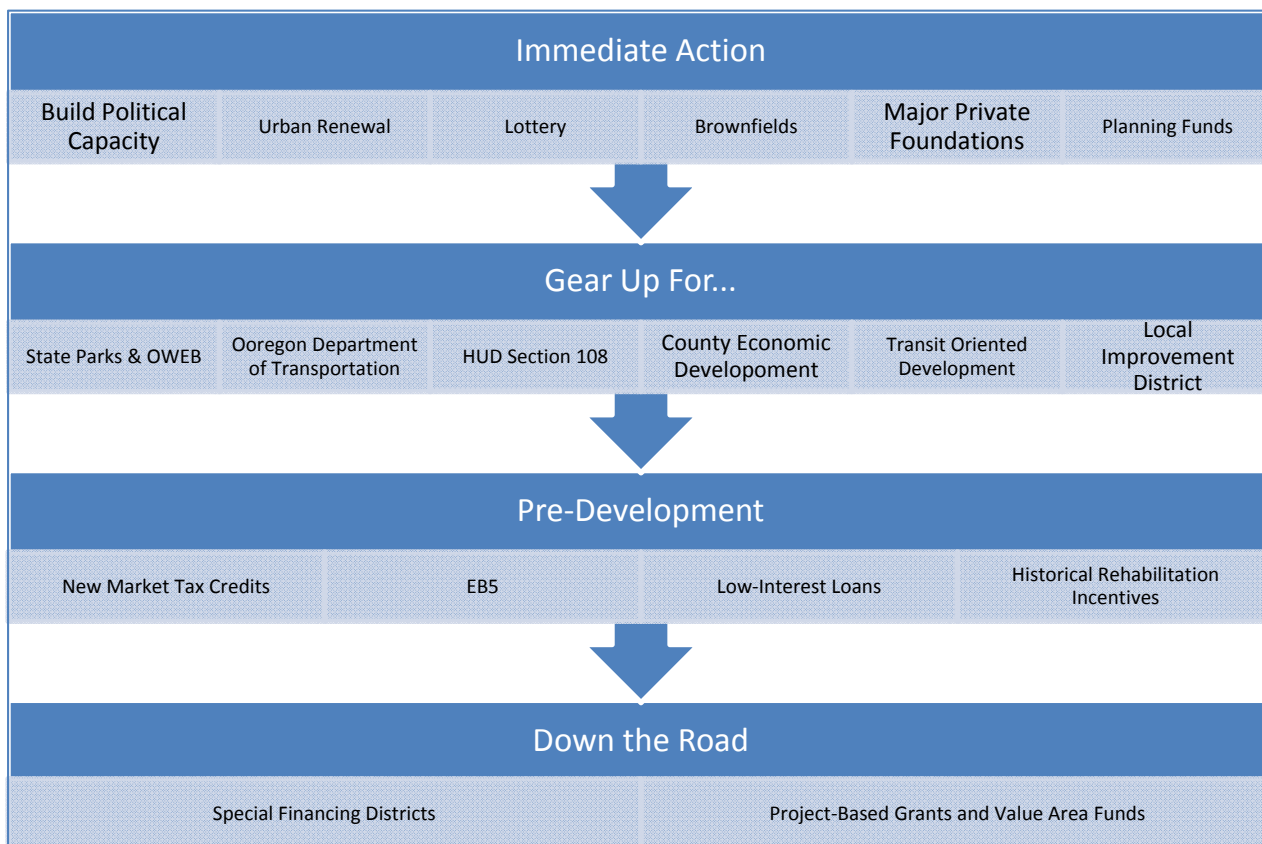 Immediate Action
Build Political
Capacity
Urban Renewal
Lottery
Brownfields
Major Private
Foundations
Planning Funds
Gear Up For...
State Parks & OWEB
Ooregon Department
of Transportation
HUD Section 108
County Economic
Developoment
Transit Oriented
Development
Local
Improvement
District
Pre-Development
New Market Tax Credits
EB5
Low-Interest Loans
Historical Rehabilitation
Incentives
Down the Road
Special Financing Districts
Project-Based Grants and Value Area Funds